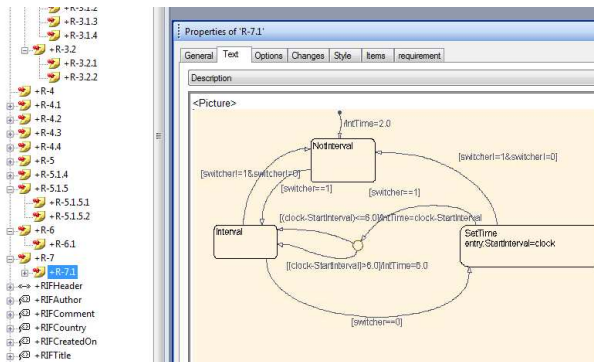 +R-3.1.2
+R-3.1.3
+R-3.1.4
+R-3.2
+R-3.2.1
+R-3.2.2
+R-4
+R-4.1
+R-4.2
+R-4.3
+R-4.4
+R-5
+R-5.1.4
+R-5.1.5
+R-5.1.5.1
+R-5.1.5.2
+R-6
+R-6.1
+R-7
+R-7.1
+RIFHeader
+RIFAuthor
+RIFComment
+RIFCountry
+RIFCreatedOn
+RIFTitle
Properties of 'R-7.1'
General Text Options Changes Style Items requirement
Description
<Picture>
/IntTime=2.0
NotInterval
[switcher!=1&switcher!=0]
[switcher!=1&switcher!=0]
[switcher==1]
[switcher==1]
[(clock-StartInterval)<=6.0]/IntTime=clock-StartInterval
Interval
SetTime
entry:StartInterval=clock
[(clock-StartInterval)>6.0]/IntTime=6.0
[switcher==0]